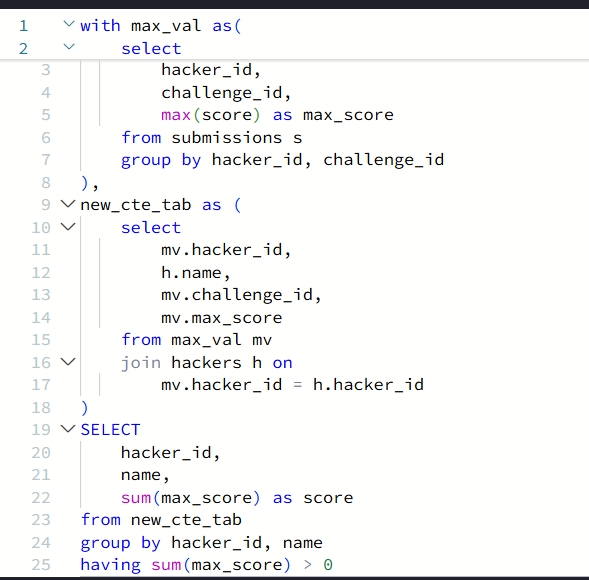 1 with max_val as(
2 select
3 hacker_id,
4 challenge_id,
5 max(score) as max_score
6 from submissions s
7 group by hacker_id, challenge_id
8 ),
9 new_cte_tab as (
10 select
11 mv.hacker_id,
12 h.name,
13 mv.challenge_id,
14 mv.max_score
15 from max_val mv
16 join hackers h on
17 mv.hacker_id = h.hacker_id
18 )
19 SELECT
20 hacker_id,
21 name,
22 sum(max_score) as score
23 from new_cte_tab
24 group by hacker_id, name
25 having sum(max_score) > 0